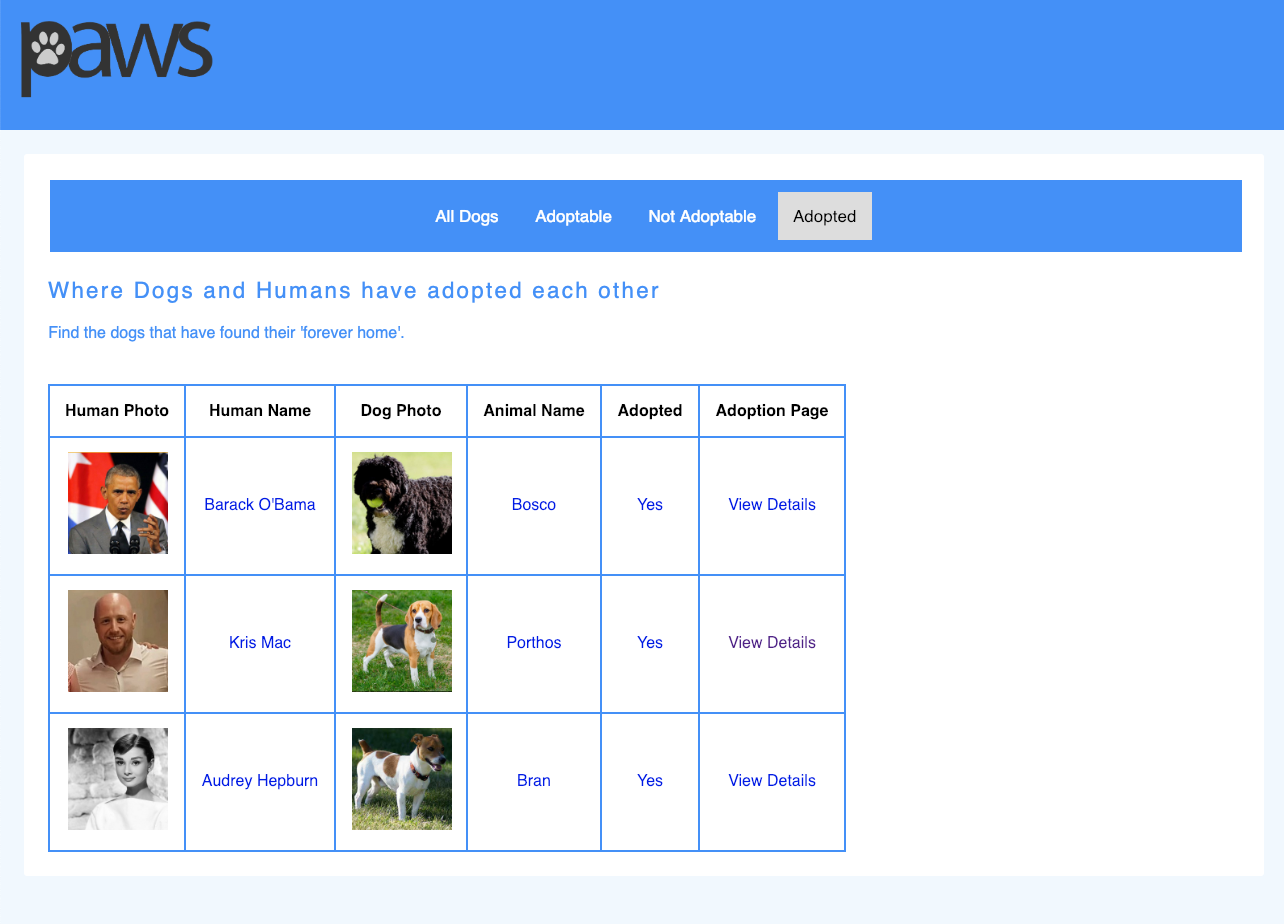 paws
All Dogs Adoptable Not Adoptable Adopted
Where Dogs and Humans have adopted each other
Find the dogs that have found their 'forever home'.
Human Photo Human Name Dog Photo Animal Name Adopted Adoption Page
Barack O'Bama Bosco Yes View Details
Kris Mac Porthos Yes View Details
Audrey Hepburn Bran Yes View Details